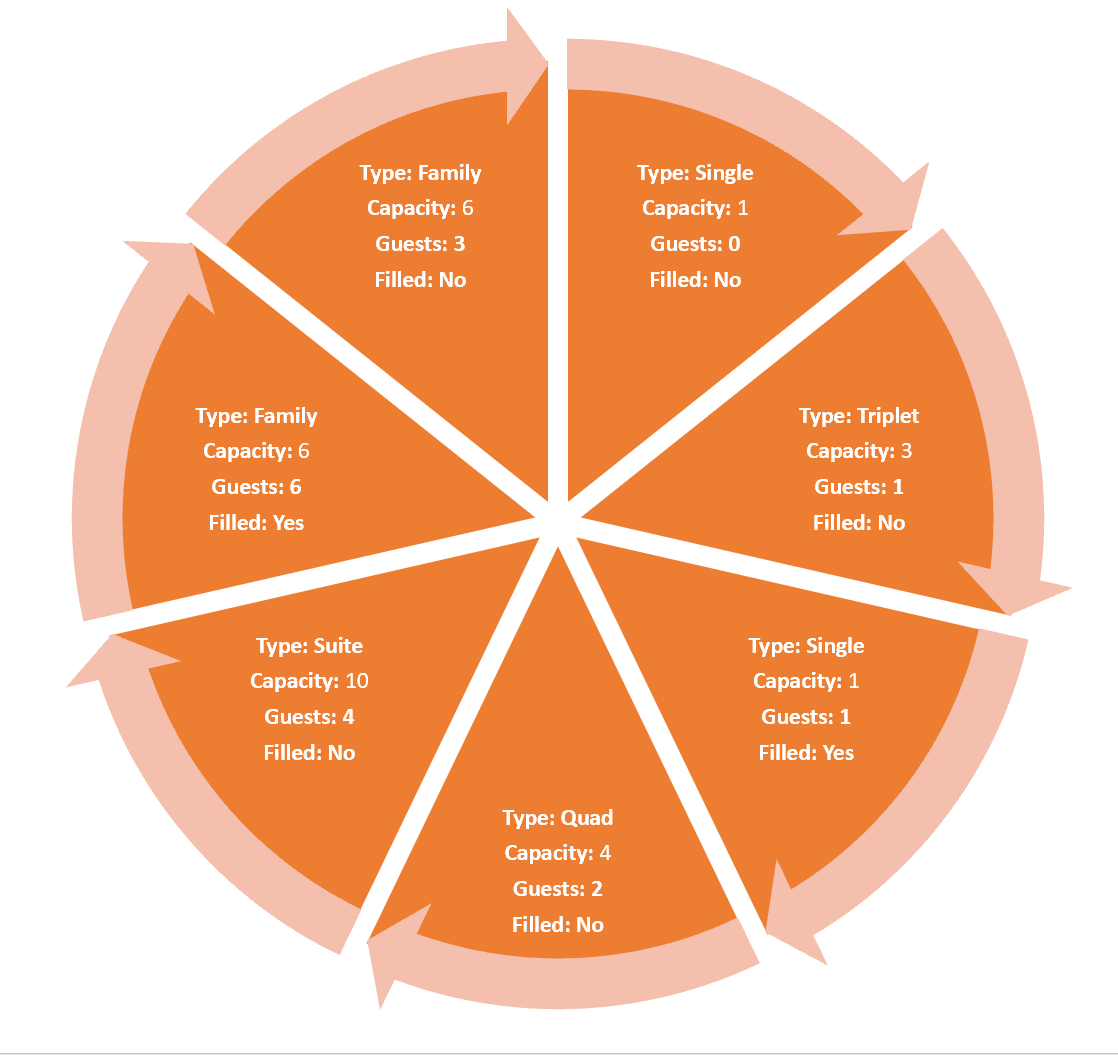 Type: Single
Capacity: 1
Guests: 0
Filled: No
Type: Triplet
Capacity: 3
Guests: 1
Filled: No
Type: Single
Capacity: 1
Guests: 1
Filled: Yes
Type: Quad
Capacity: 4
Guests: 2
Filled: No
Type: Suite
Capacity: 10
Guests: 4
Filled: No
Type: Family
Capacity: 6
Guests: 6
Filled: Yes
Type: Family
Capacity: 6
Guests: 3
Filled: No